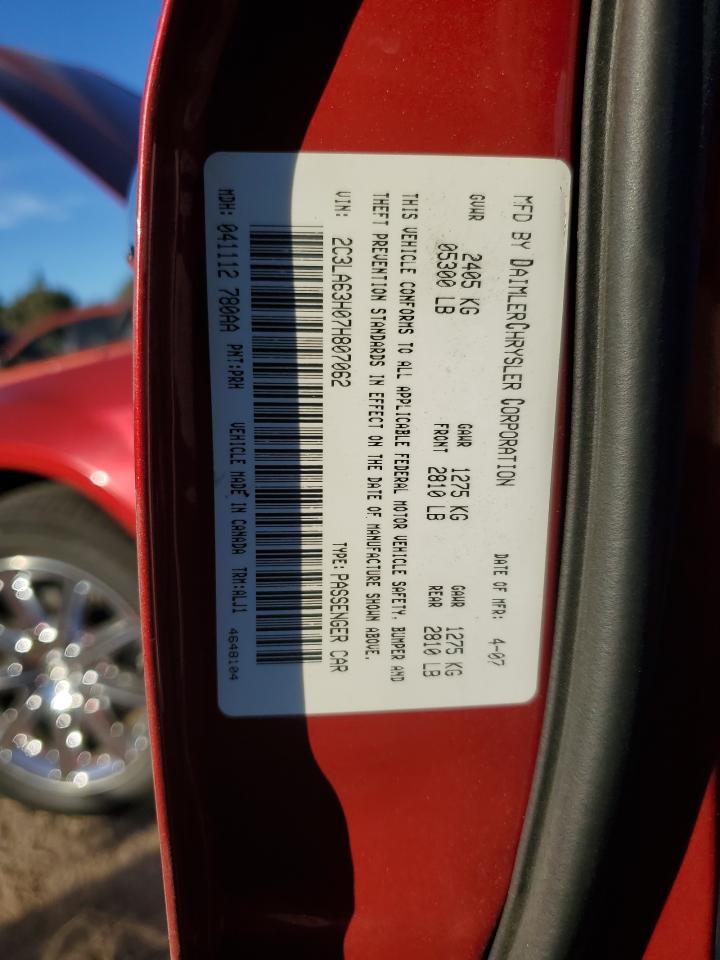 MFD BY DAIMLERCHRYSLER CORPORATION DATE OF MFR: 4-07
GVWR 2405 KG GAWR 1275 KG GAWR 1275 KG
05300 LB FRONT 2810 LB REAR 2810 LB
THIS VEHICLE CONFORMS TO ALL APPLICABLE FEDERAL MOTOR VEHICLE SAFETY, BUMPER AND
THEFT PREVENTION STANDARDS IN EFFECT ON THE DATE OF MANUFACTURE SHOWN ABOVE.
VIN: 2C3LA63H07H807062 TYPE: PASSENGER CAR
MDH: 041112 780AA PNT:PRH VEHICLE MADE IN CANADA TRM:ALJ1 4648104